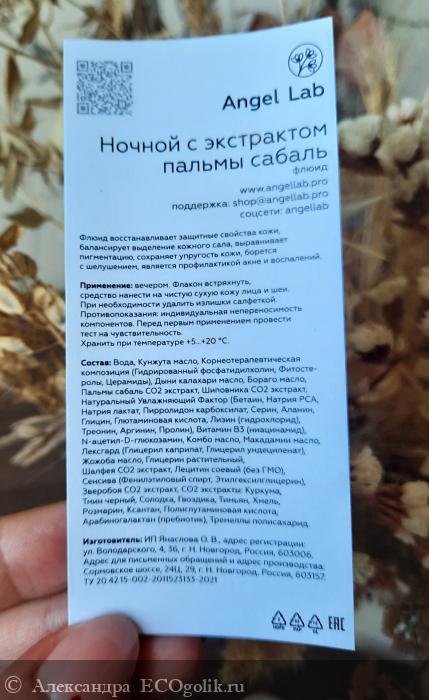 Angel Lab
Ночной с экстрактом
пальмы сабаль
флюид
www.angellab.pro
поддержка: shop@angellab.pro
соцсети: angellab
Флюид восстанавливает защитные свойства кожи,
балансирует выделение кожного сала, выравнивает
пигментацию, сохраняет упругость кожи, борется
с шелушением, является профилактикой акне и воспалений.
Применение: вечером. Флакон встряхнуть,
средство нанести на чистую сухую кожу лица и шеи.
При необходимости удалить излишки салфеткой.
Противопоказания: индивидуальная непереносимость
компонентов. Перед первым применением провести
тест на чувствительность.
Хранить при температуре +5...+20 °C.
Состав: Вода, Кунжута масло, Корнеотерапевтическая
композиция (Гидрированный фосфатидилхолин, Фитосте-
ролы, Церамиды), Дыни калахари масло, Бораго масло,
Пальмы сабаль CO2 экстракт, Шиповника CO2 экстракт,
Натуральный Увлажняющий Фактор (Бетаин, Натрия PCA,
Натрия лактат, Пирролидон карбоксилат, Серин, Аланин,
Глицин, Глютаминовая кислота, Лизин (гидрохлорид),
Треонин, Аргинин, Пролин), Витамин B3 (ниацинамид),
N-ацетил-D-глюкозамин, Комбо масло, Макадамии масло,
Лексгард (Глицерил каприлат, Глицерил ундециленат),
Жожоба масло, Глицерин растительный,
Шалфея CO2 экстракт, Лецитин соевый (без ГМО),
Сенсива (Фенилэтиловый спирт, Этилгексилглицерин),
Зверобоя CO2 экстракт, CO2 экстракты: Куркума,
Тмин черный, Солодка, Гвоздика, Тимьян, Хмель,
Розмарин, Ксантан, Полиглутаминовая кислота,
Арабиногалактан (пребиотик), Тремеллы полисахарид.
Изготовитель: ИП Янаслова О. В., адрес регистрации:
ул. Володарского, 4, 36, г. Н. Новгород, Россия, 603006.
Адрес для письменных обращений и адрес производства:
Сормовское шоссе, 24Ц, 29, г. Н. Новгород, Россия, 603157.
ТУ 20.42.15-002-2011523133-2021
EAC
© Александра ECOgolik.ru